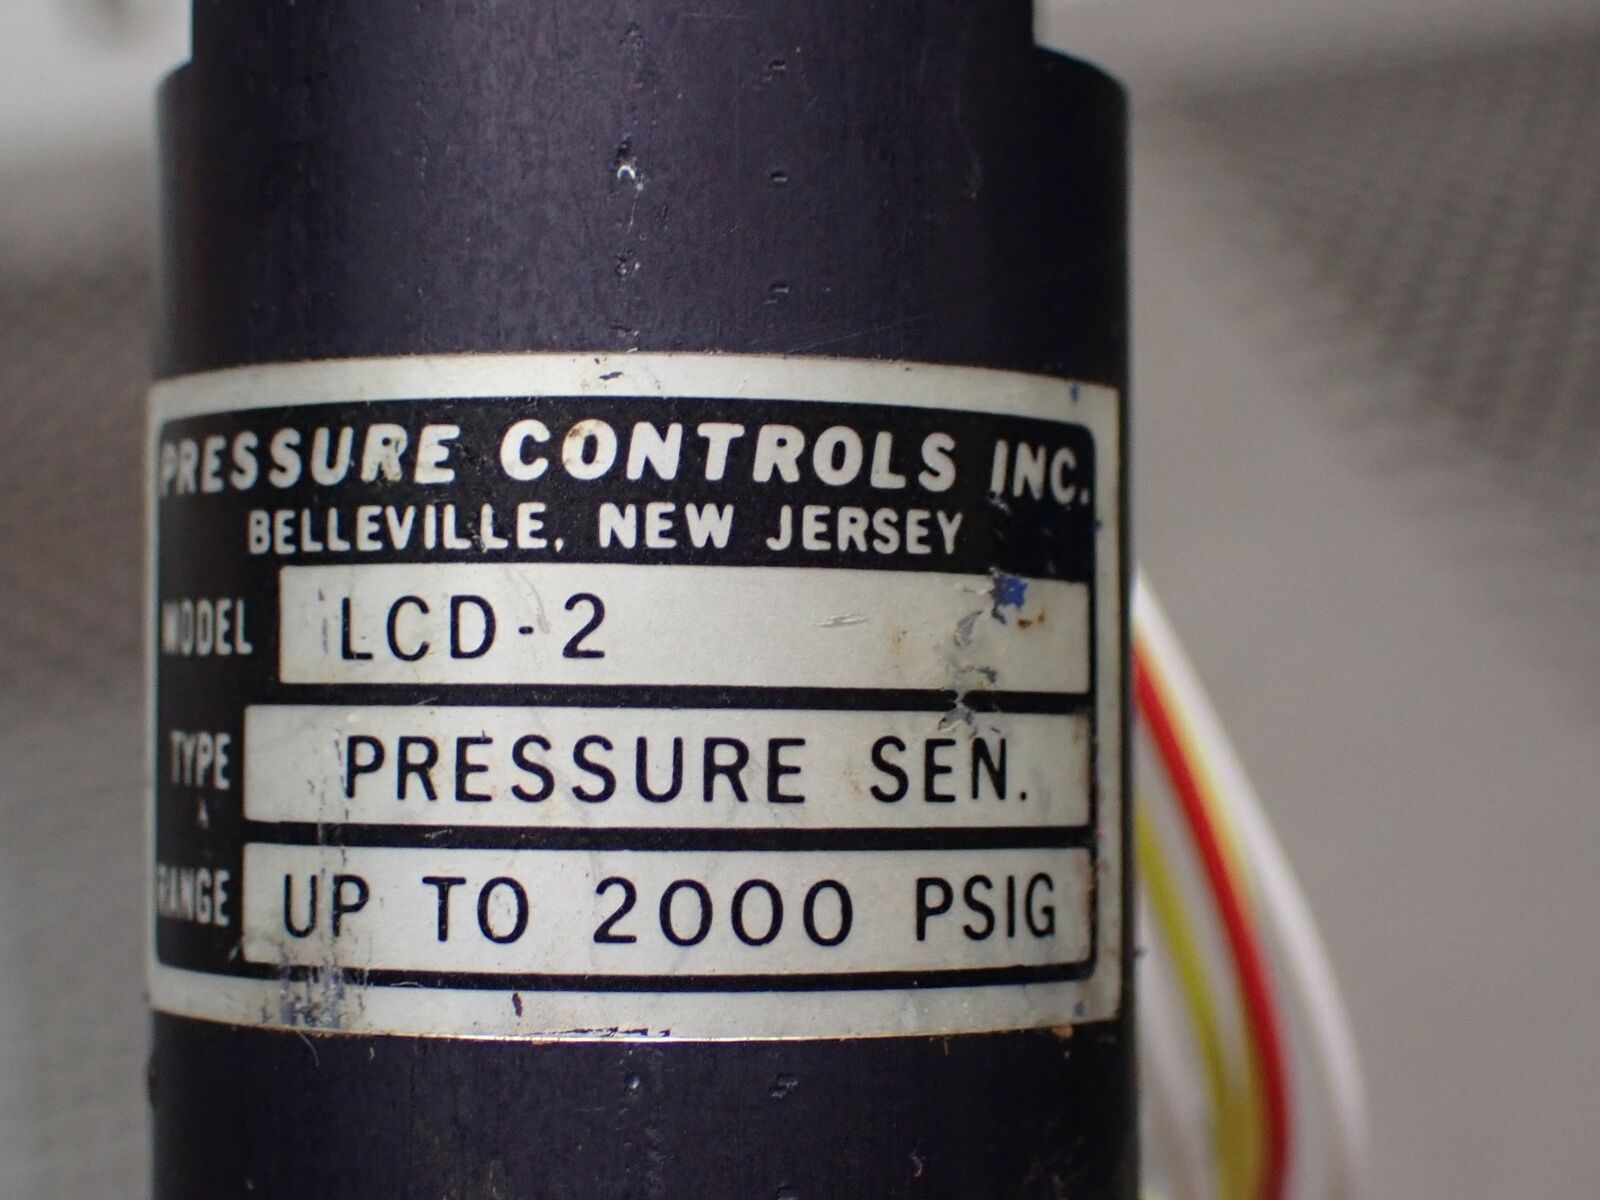 PRESSURE CONTROLS INC.
BELLEVILLE, NEW JERSEY
MODEL LCD-2
TYPE PRESSURE SEN.
RANGE UP TO 2000 PSIG